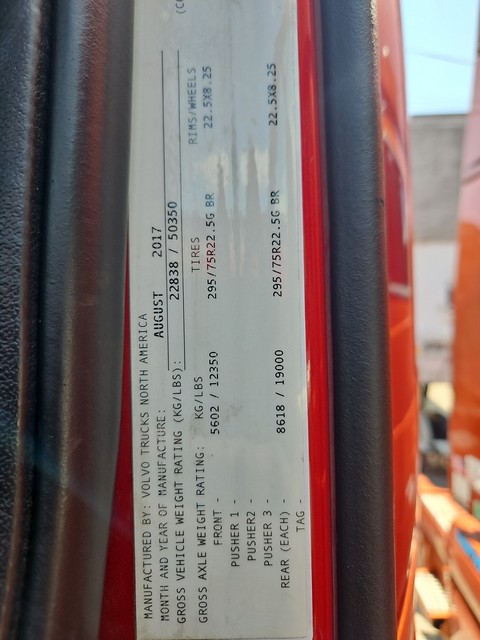 MANUFACTURED BY: VOLVO TRUCKS NORTH AMERICA
MONTH AND YEAR OF MANUFACTURE: AUGUST 2017
GROSS VEHICLE WEIGHT RATING (KG/LBS): 22838 / 50350
GROSS AXLE WEIGHT RATING: KG/LBS TIRES RIMS/WHEELS
FRONT - 5602 / 12350 295/75R22.5G BR 22.5X8.25
PUSHER 1 -
PUSHER2 -
PUSHER 3 -
REAR (EACH) - 8618 / 19000 295/75R22.5G BR 22.5X8.25
TAG -